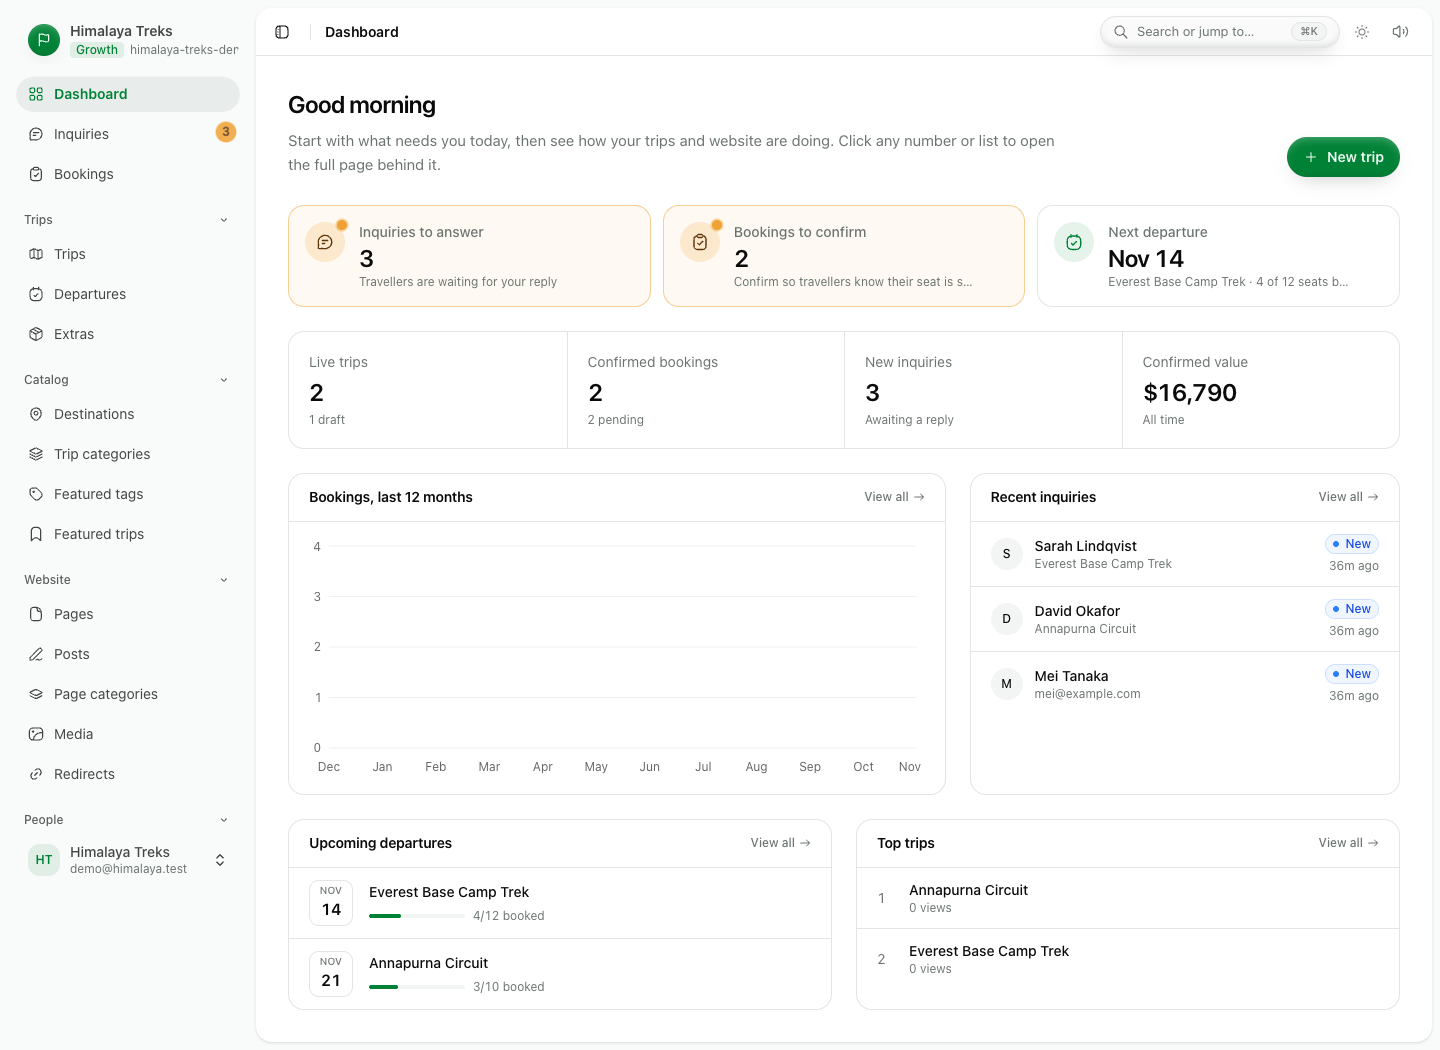 Himalaya Treks
Growth himalaya-treks-der
Dashboard
Inquiries 3
Bookings
Trips
Trips
Departures
Extras
Catalog
Destinations
Trip categories
Featured tags
Featured trips
Website
Pages
Posts
Page categories
Media
Redirects
People
HT Himalaya Treks
demo@himalaya.test
Dashboard
Search or jump to... ⌘K
Good morning
Start with what needs you today, then see how your trips and website are doing. Click any number or list to open
the full page behind it.
+ New trip
Inquiries to answer
3
Travellers are waiting for your reply
Bookings to confirm
2
Confirm so travellers know their seat is s...
Next departure
Nov 14
Everest Base Camp Trek · 4 of 12 seats b...
Live trips
2
1 draft
Confirmed bookings
2
2 pending
New inquiries
3
Awaiting a reply
Confirmed value
$16,790
All time
Bookings, last 12 months View all →
4
3
2
1
0
Dec Jan Feb Mar Apr May Jun Jul Aug Sep Oct Nov
Recent inquiries View all →
S Sarah Lindqvist New
Everest Base Camp Trek 36m ago
D David Okafor New
Annapurna Circuit 36m ago
M Mei Tanaka New
mei@example.com 36m ago
Upcoming departures View all →
NOV
14
Everest Base Camp Trek
4/12 booked
NOV
21
Annapurna Circuit
3/10 booked
Top trips View all →
1 Annapurna Circuit
0 views
2 Everest Base Camp Trek
0 views